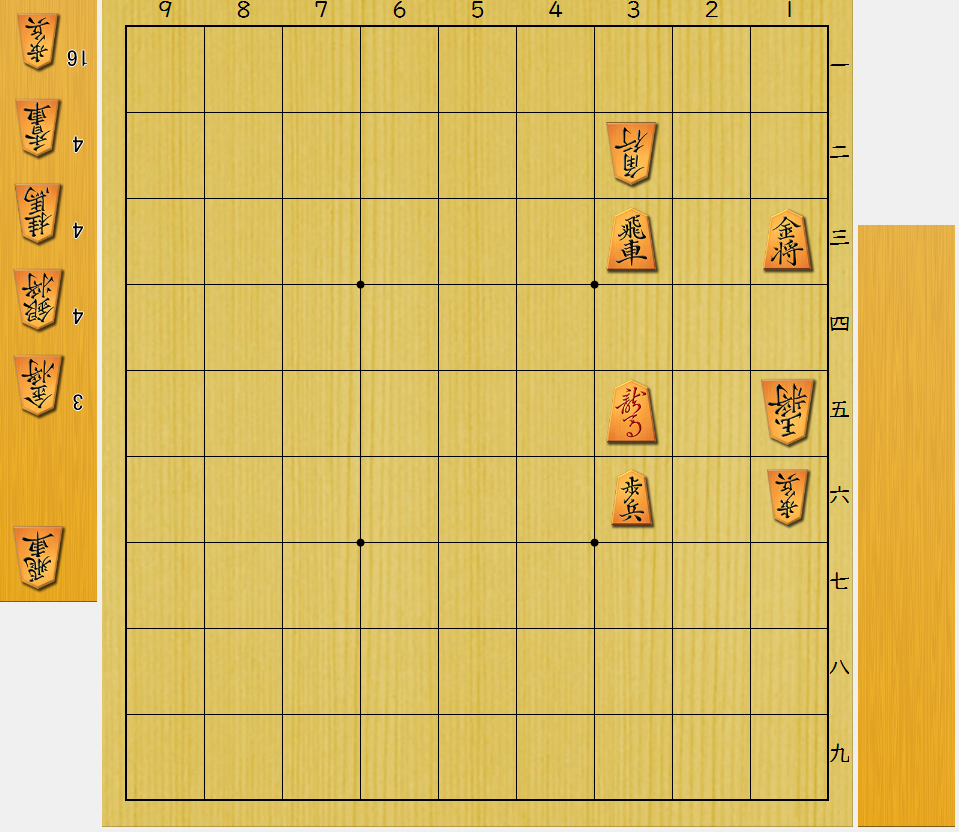 9 8 7 6 5 4 3 2 1
歩兵 16
香車 4
桂馬 4
銀将 4
金将 3
飛車
一
二 角行
三 飛車 金将
四
五 龍馬 玉将
六 歩兵 歩兵
七
八
九